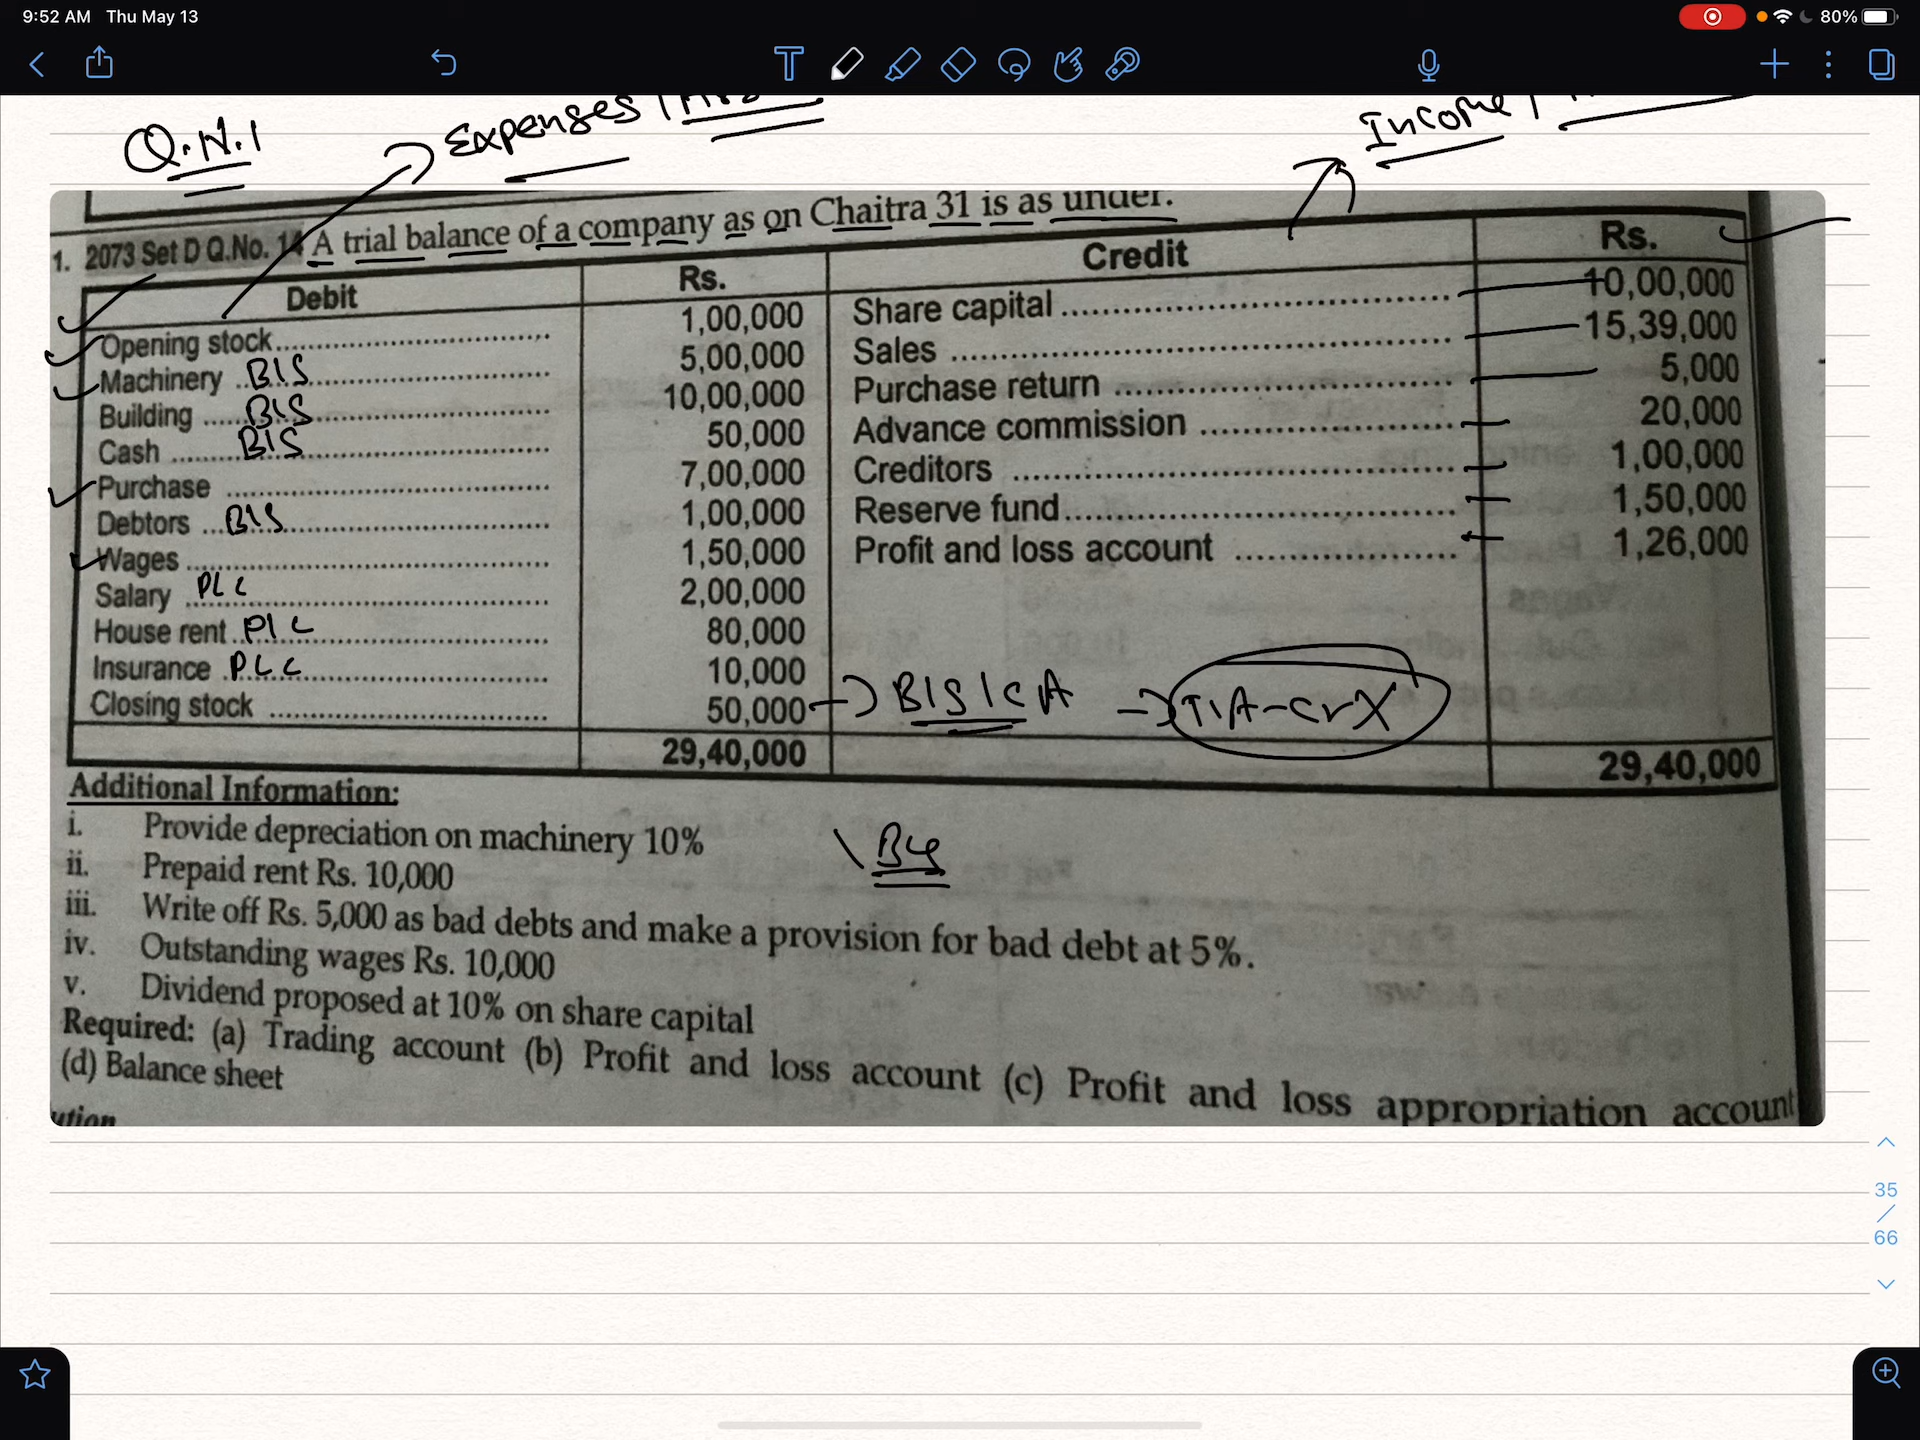 9:52 AM Thu May 13
80%
Q.N.1
Expenses
Income
1. 2073 Set D Q.No. 14 A trial balance of a company as on Chaitra 31 is as under.
Debit Rs. Credit Rs.
Opening stock 1,00,000 Share capital 10,00,000
Machinery B/S 5,00,000 Sales 15,39,000
Building B/S 10,00,000 Purchase return 5,000
Cash B/S 50,000 Advance commission 20,000
Purchase 7,00,000 Creditors 1,00,000
Debtors B/S 1,00,000 Reserve fund 1,50,000
Wages 1,50,000 Profit and loss account 1,26,000
Salary PLC 2,00,000
House rent PLC 80,000
Insurance PLC 10,000
Closing stock 50,000 → B/S/CA → T/A-crX
29,40,000 29,40,000
Additional Information:
i. Provide depreciation on machinery 10%
ii. Prepaid rent Rs. 10,000
iii. Write off Rs. 5,000 as bad debts and make a provision for bad debt at 5%.
iv. Outstanding wages Rs. 10,000
v. Dividend proposed at 10% on share capital
Required: (a) Trading account (b) Profit and loss account (c) Profit and loss appropriation account
(d) Balance sheet
35
/
66